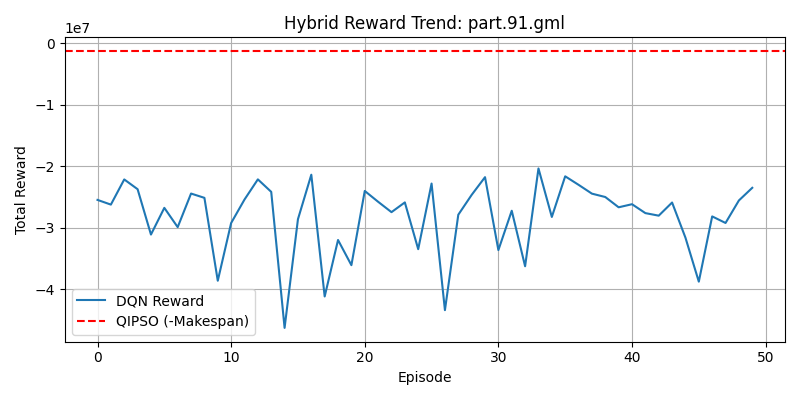 Hybrid Reward Trend: part.91.gml
1e7
0
−1
−2
−3
−4
Total Reward
DQN Reward
QIPSO (-Makespan)
0 10 20 30 40 50
Episode